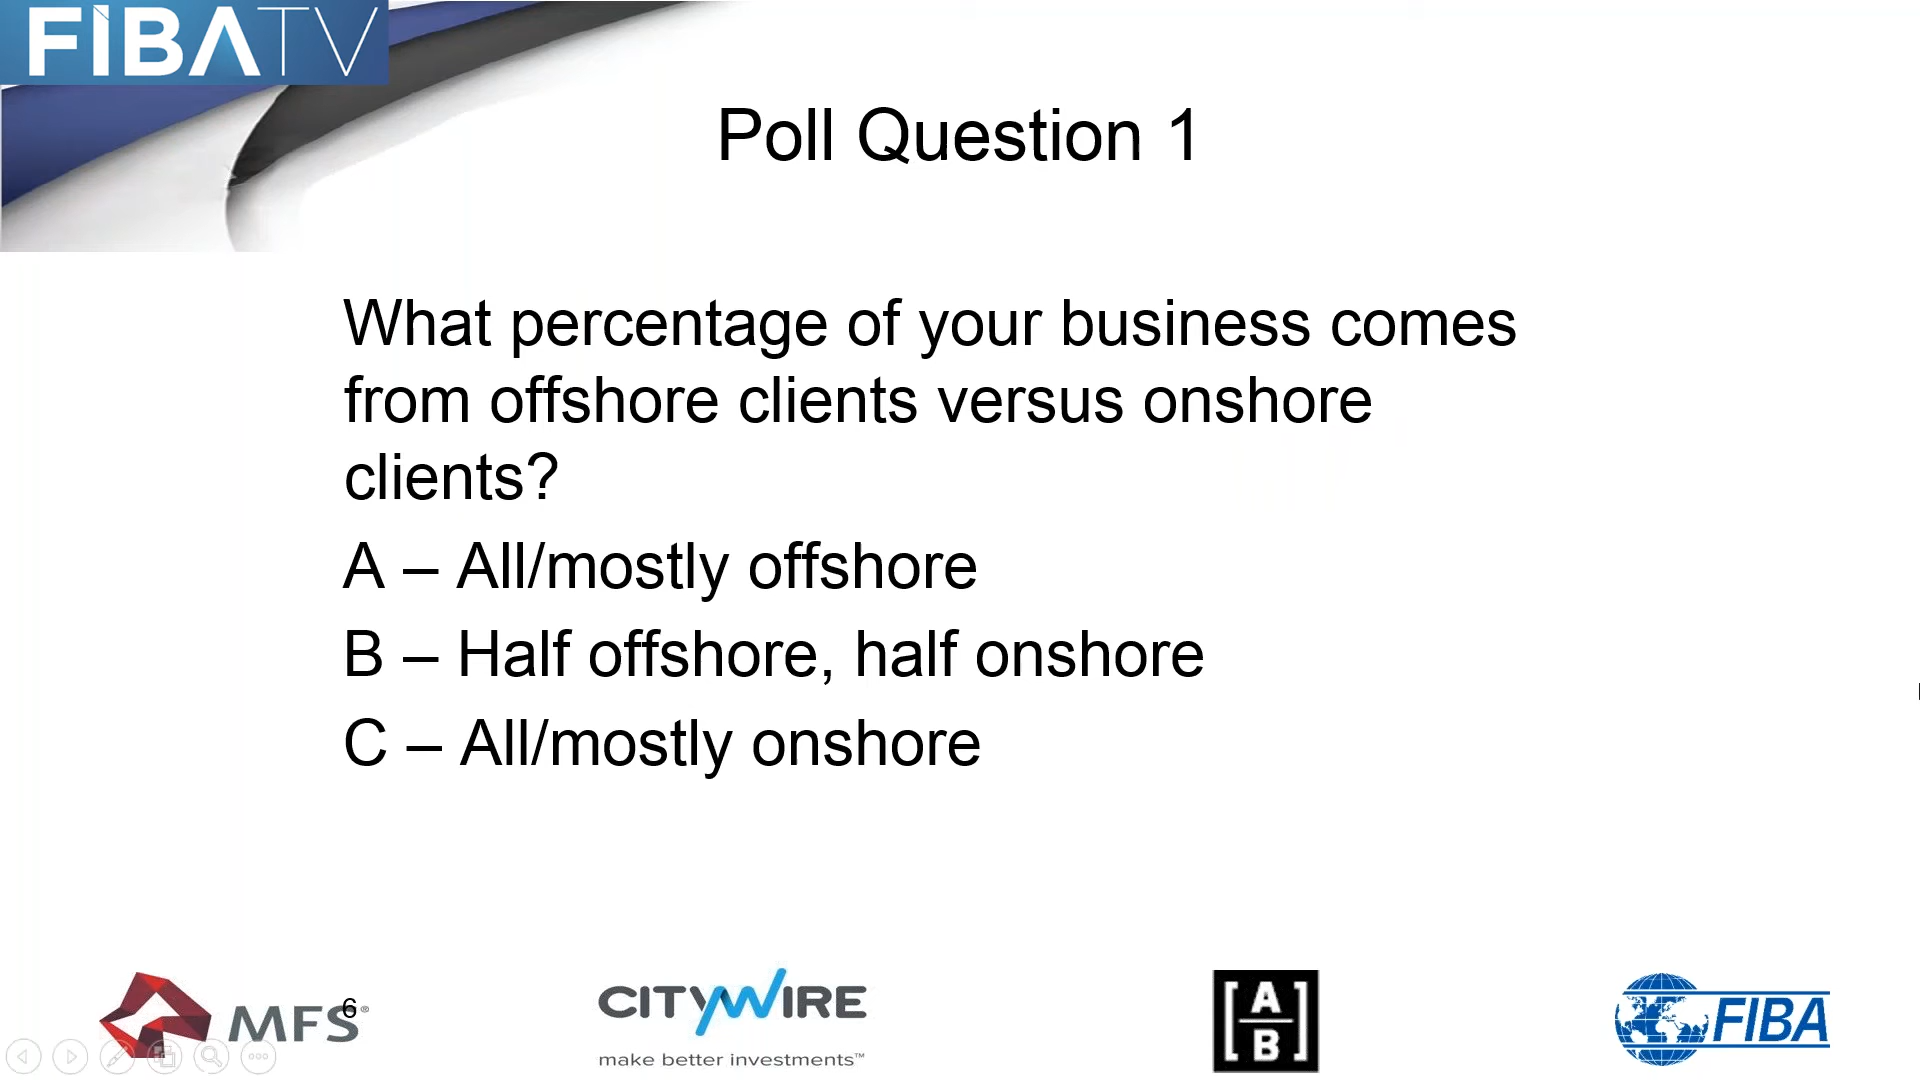 FIBATV
Poll Question 1
What percentage of your business comes
from offshore clients versus onshore
clients?
A – All/mostly offshore
B – Half offshore, half onshore
C – All/mostly onshore
MFS®
6
CITYWIRE
make better investments™
[A
B]
FIBA